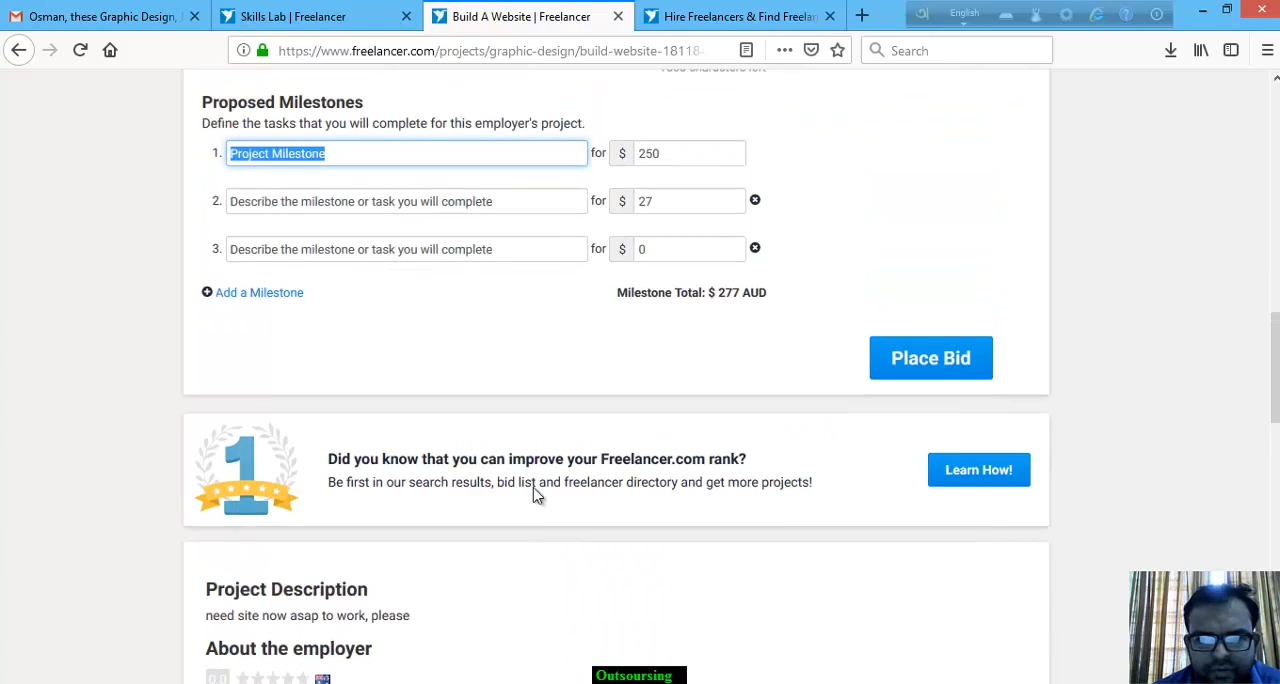 Osman, these Graphic Design,
Skills Lab | Freelancer
Build A Website | Freelancer
Hire Freelancers & Find Freelan
English
https://www.freelancer.com/projects/graphic-design/build-website-18118-
Search
Proposed Milestones
Define the tasks that you will complete for this employer's project.
1. Project Milestone for $ 250
2. Describe the milestone or task you will complete for $ 27
3. Describe the milestone or task you will complete for $ 0
Add a Milestone
Milestone Total: $ 277 AUD
Place Bid
1
Did you know that you can improve your Freelancer.com rank?
Be first in our search results, bid list and freelancer directory and get more projects!
Learn How!
Project Description
need site now asap to work, please
About the employer
0.0
Outsoursing